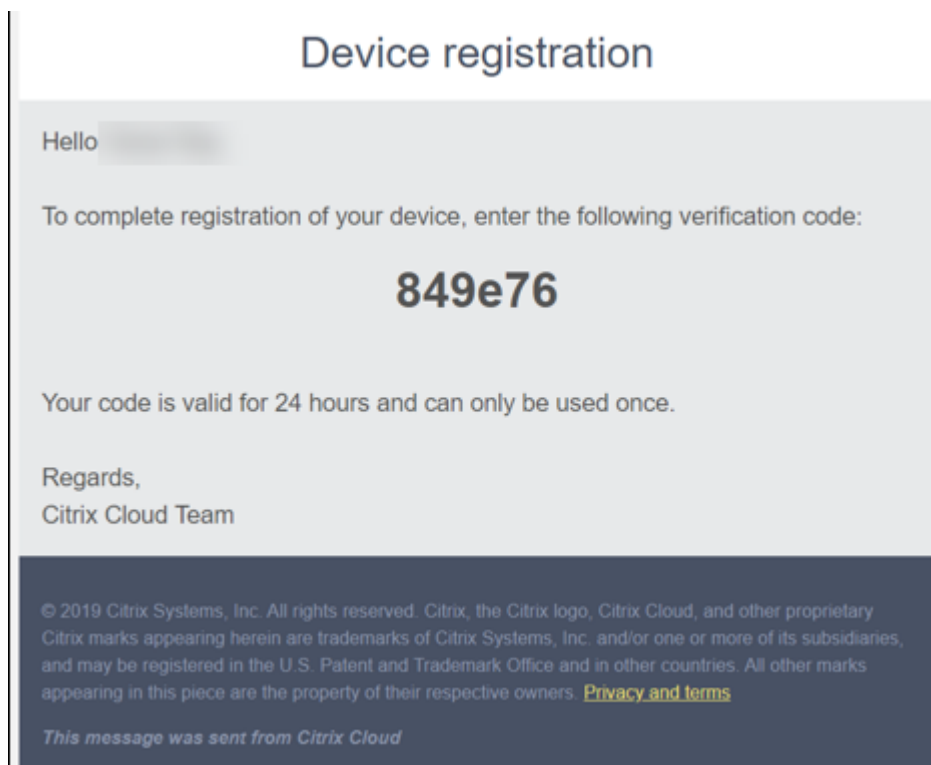 Device registration
Hello
To complete registration of your device, enter the following verification code:
849e76
Your code is valid for 24 hours and can only be used once.
Regards,
Citrix Cloud Team
© 2019 Citrix Systems, Inc. All rights reserved. Citrix, the Citrix logo, Citrix Cloud, and other proprietary
Citrix marks appearing herein are trademarks of Citrix Systems, Inc. and/or one or more of its subsidiaries,
and may be registered in the U.S. Patent and Trademark Office and in other countries. All other marks
appearing in this piece are the property of their respective owners. Privacy and terms
This message was sent from Citrix Cloud